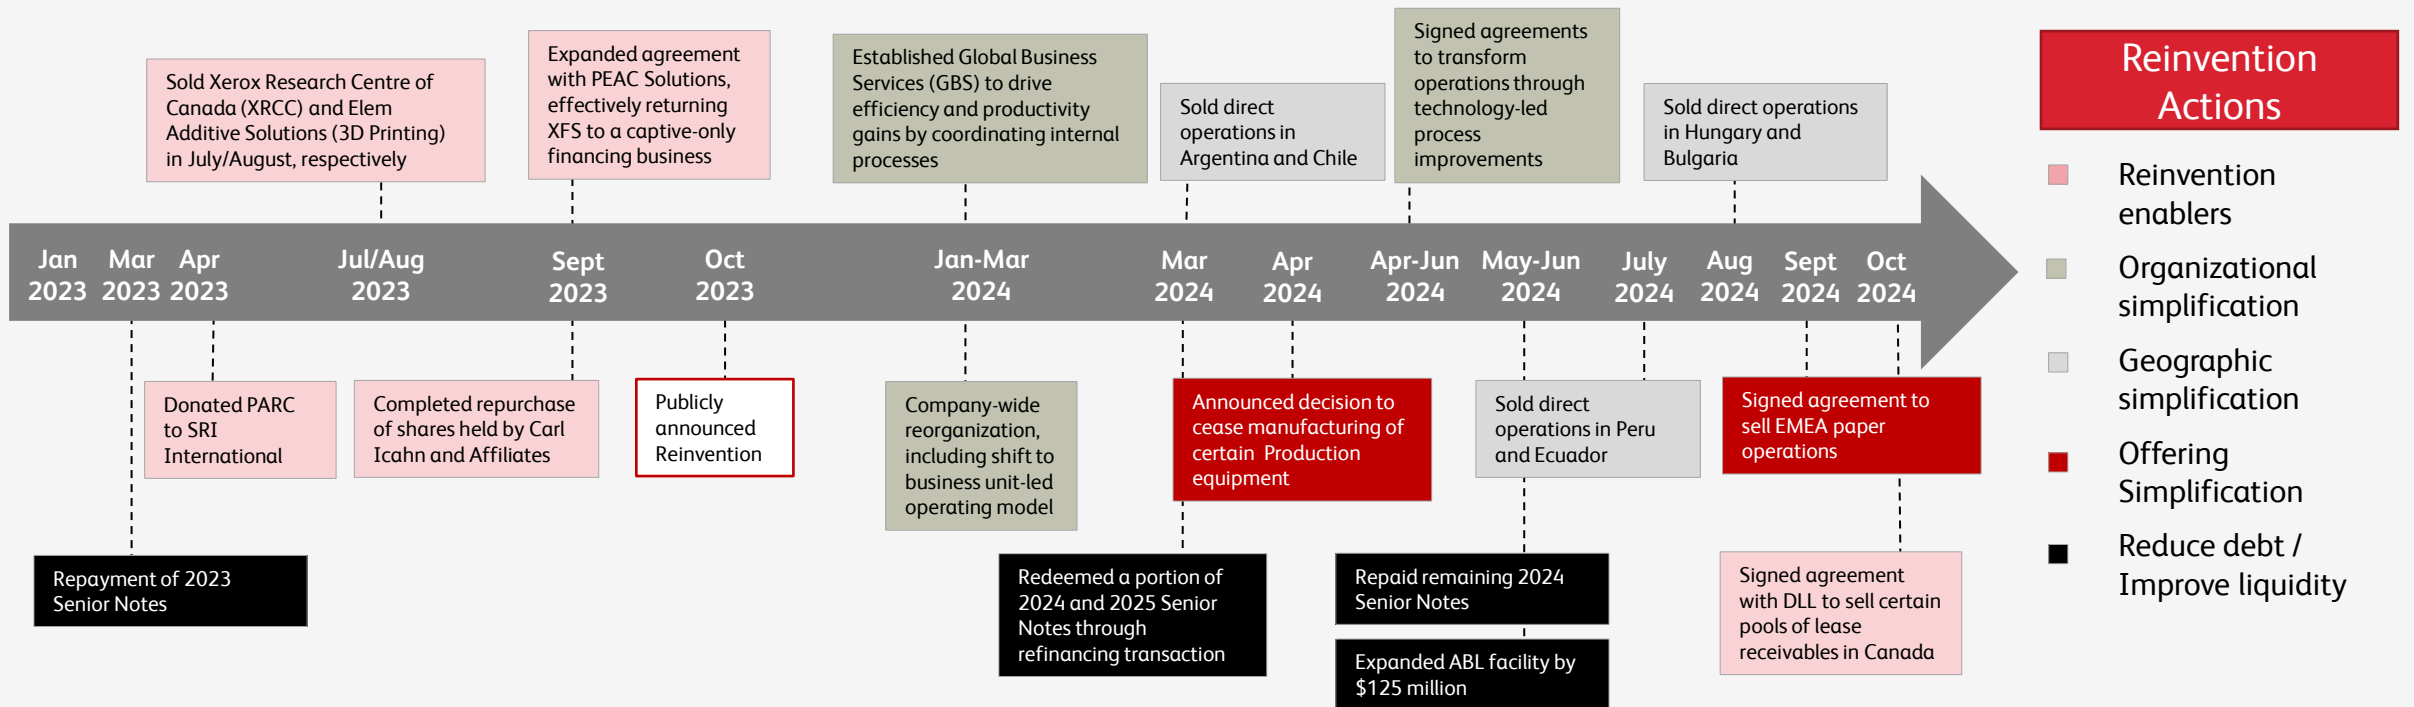 Sold Xerox Research Centre of
Canada (XRCC) and Elem
Additive Solutions (3D Printing)
in July/August, respectively
Expanded agreement
with PEAC Solutions,
effectively returning
XFS to a captive-only
financing business
Established Global Business
Services (GBS) to drive
efficiency and productivity
gains by coordinating internal
processes
Sold direct
operations in
Argentina and Chile
Signed agreements
to transform
operations through
technology-led
process
improvements
Sold direct operations
in Hungary and
Bulgaria
Jan
2023
Mar
2023
Apr
2023
Jul/Aug
2023
Sept
2023
Oct
2023
Jan-Mar
2024
Mar
2024
Apr
2024
Apr-Jun
2024
May-Jun
2024
July
2024
Aug
2024
Sept
2024
Oct
2024
Donated PARC
to SRI
International
Completed repurchase
of shares held by Carl
Icahn and Affiliates
Publicly
announced
Reinvention
Company-wide
reorganization,
including shift to
business unit-led
operating model
Announced decision to
cease manufacturing of
certain Production
equipment
Sold direct
operations in Peru
and Ecuador
Signed agreement to
sell EMEA paper
operations
Repayment of 2023
Senior Notes
Redeemed a portion of
2024 and 2025 Senior
Notes through
refinancing transaction
Repaid remaining 2024
Senior Notes
Expanded ABL facility by
$125 million
Signed agreement
with DLL to sell certain
pools of lease
receivables in Canada
Reinvention
Actions
Reinvention
enablers
Organizational
simplification
Geographic
simplification
Offering
Simplification
Reduce debt /
Improve liquidity